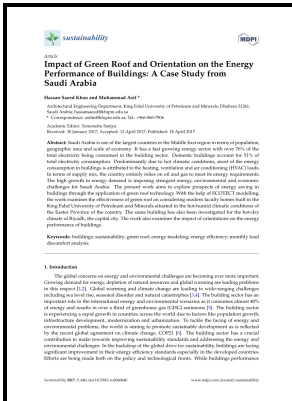 sustainability
MDPI
Article
Impact of Green Roof and Orientation on the Energy
Performance of Buildings: A Case Study from
Saudi Arabia
Hassan Saeed Khan and Muhammad Asif *
Architectural Engineering Department, King Fahd University of Petroleum and Minerals, Dhahran 31261,
* Correspondence:
Academic Editor: Tomonobu Senjyu
Received: 18 January 2017; Accepted: 13 April 2017; Published: 18 April 2017
Abstract: Saudi Arabia is one of the largest countries in the Middle East region in terms of population,
geographic area and scale of economy. It has a fast growing energy sector with over 76% of the
total electricity being consumed in the building sector. Domestic buildings account for 51% of
total electricity consumption. Predominantly due to hot climatic conditions, most of the energy
consumption in buildings is attributed to the heating, ventilation and air conditioning (HVAC) loads.
In terms of supply mix, the country entirely relies on oil and gas to meet its energy requirements.
The high growth in energy demand is imposing stringent energy, environmental and economic
challenges for Saudi Arabia. The present work aims to explore prospects of energy saving in
buildings through the application of green roof technology. With the help of ECOTECT modelling,
the work examines the effectiveness of green roof on considering modern faculty houses built in the
King Fahd University of Petroleum and Minerals situated in the hot-humid climatic conditions of
the Eastern Province of the country. The same building has also been investigated for the hot-dry
climate of Riyadh, the capital city. The work also examines the impact of orientations on the energy
performance of buildings.
Keywords: buildings; sustainability; green roof; energy modeling; energy efficiency; monthly load
discomfort analysis
1. Introduction
The global concerns on energy and environmental challenges are becoming ever more important.
Growing demand for energy, depletion of natural resources and global warming are leading problems
in this respect [1,2]. Global warming and climate change are leading to wide-ranging challenges
including sea level rise, seasonal disorder and natural catastrophes [3,4]. The building sector has an
important role in the international energy and environmental scenarios as it consumes almost 40%
of energy and results in over a third of greenhouse gas (GHG) emissions [5]. The building sector
is experiencing a rapid growth in countries across the world due to factors like population growth,
infrastructure development, modernization and urbanization. To tackle the facing of energy and
environmental problems, the world is aiming to promote sustainable development as is reflected
by the recent global agreement on climate change, COP21 [6]. The building sector has a crucial
contribution to make towards improving sustainability standards and addressing the energy and
environmental challenges. In the backdrop of the global drive for sustainability, buildings are facing
significant improvement in their energy efficiency standards especially in the developed countries.
Efforts are being made both on the policy and technological fronts. While buildings performance
Sustainability 2017, 9, 640; doi:10.3390/su9040640
www.mdpi.com/journal/sustainability